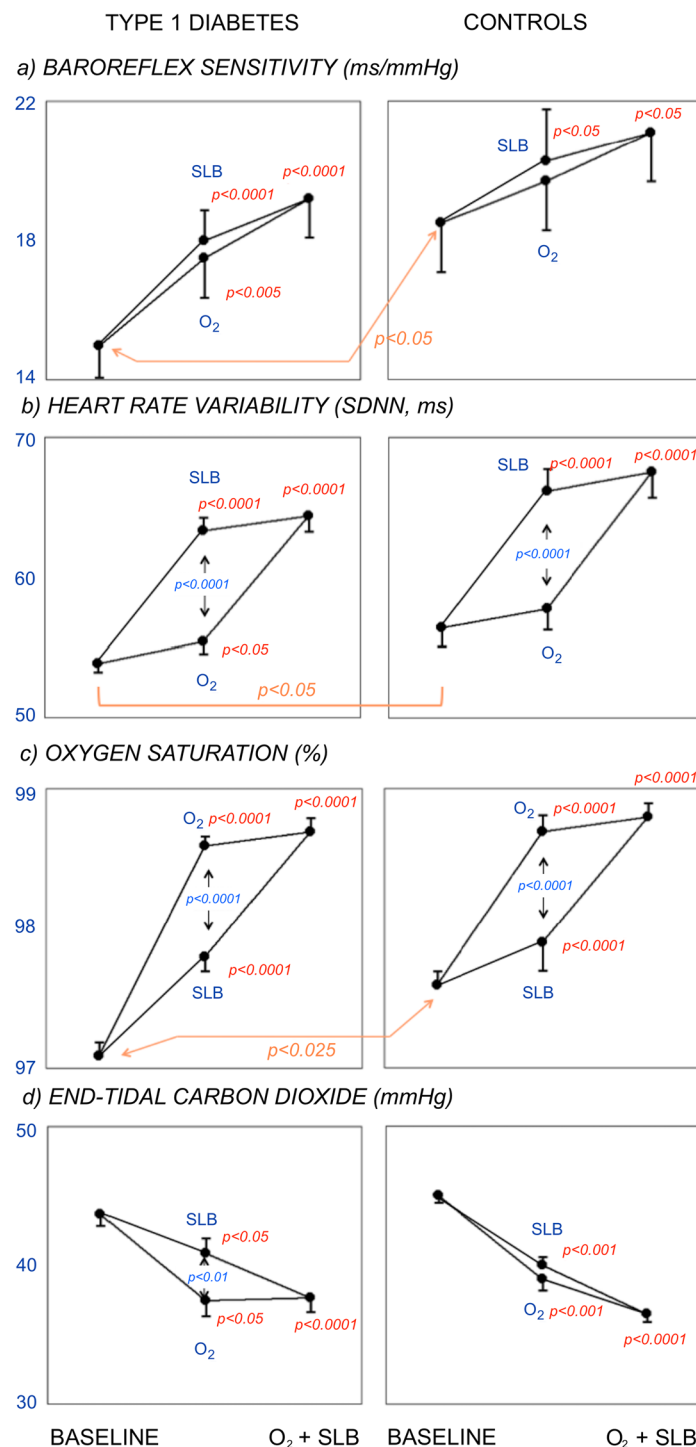 TYPE 1 DIABETES CONTROLS
a) BAROREFLEX SENSITIVITY (ms/mmHg)
22
p<0.05
p<0.05
SLB
SLB
p<0.0001
p<0.0001
18
O2
p<0.005
O2
p<0.05
14
b) HEART RATE VARIABILITY (SDNN, ms)
70
SLB
p<0.0001
p<0.0001
SLB
p<0.0001
p<0.0001
p<0.0001
60
p<0.0001
p<0.05
O2
O2
p<0.05
50
c) OXYGEN SATURATION (%)
p<0.0001
99
p<0.0001
O2 p<0.0001
O2 p<0.0001
p<0.0001
p<0.0001
98
p<0.0001
p<0.0001
SLB
SLB
p<0.025
97
d) END-TIDAL CARBON DIOXIDE (mmHg)
50
SLB
p<0.05
SLB
p<0.001
40
p<0.01
p<0.05
p<0.0001
O2 p<0.001
p<0.0001
O2
30
BASELINE O2 + SLB BASELINE O2 + SLB